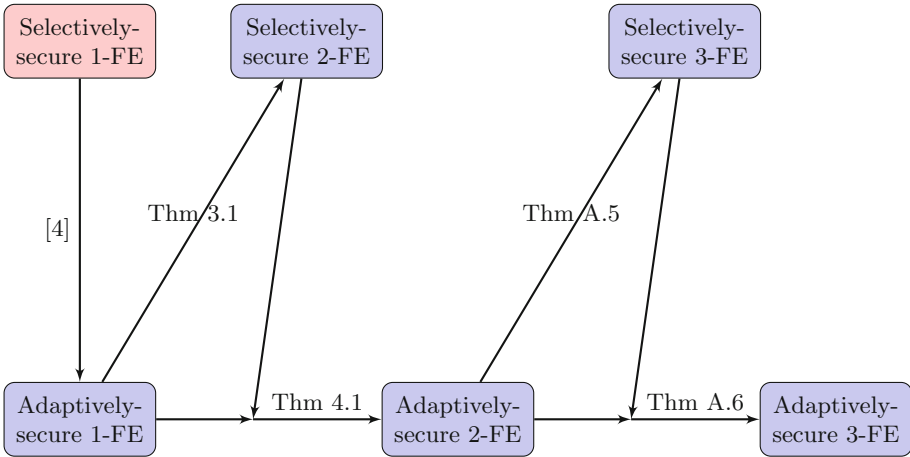 Selectively-
secure 1-FE
Selectively-
secure 2-FE
Selectively-
secure 3-FE
Thm 3.1
Thm A.5
[4]
Adaptively-
secure 1-FE
Thm 4.1
Adaptively-
secure 2-FE
Thm A.6
Adaptively-
secure 3-FE